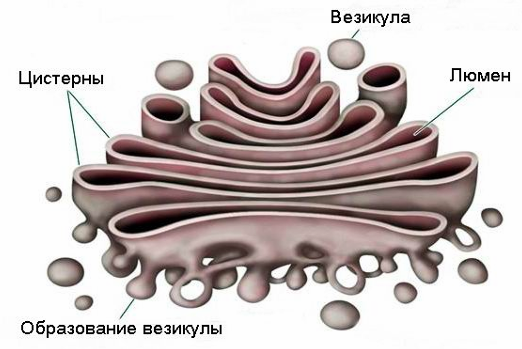 Везикула
Цистерны
Люмен
Образование везикулы